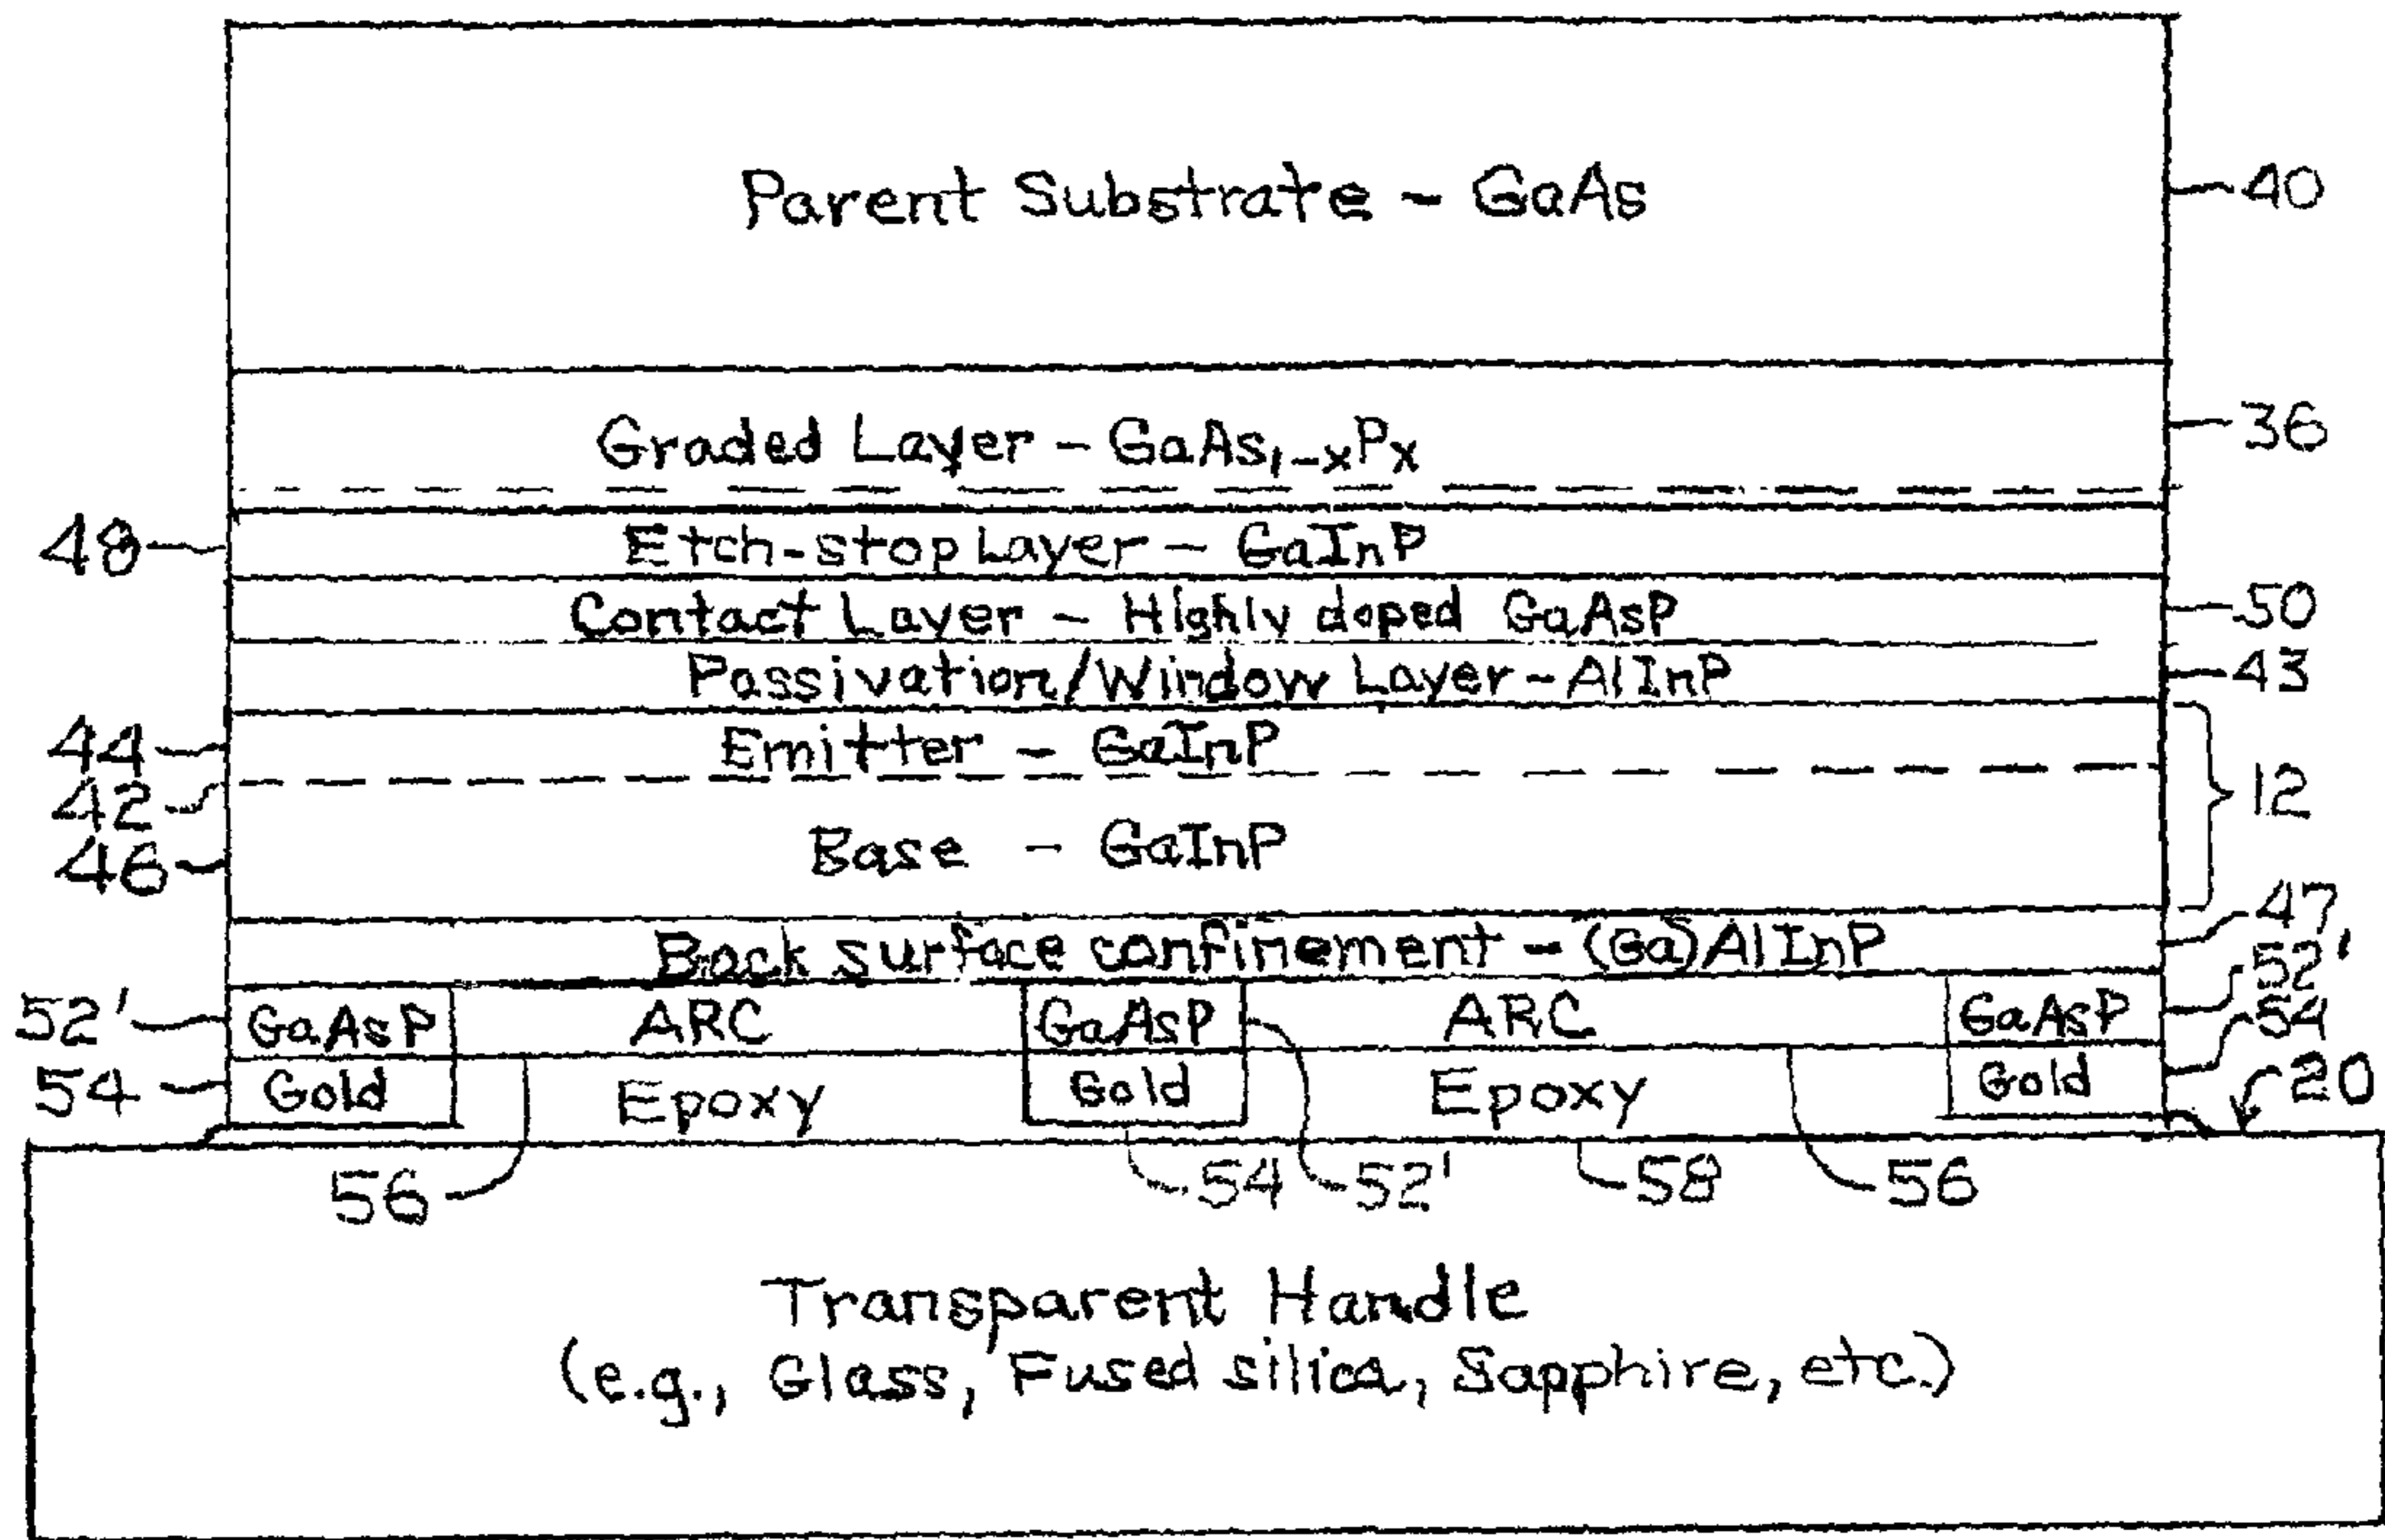 Parent Substrate - GaAs
40
Graded Layer - GaAs₁₋ₓPₓ
36
48
Etch-stop Layer - GaInP
Contact Layer - Highly doped GaAsP
50
Passivation/Window Layer-AlInP
43
44
Emitter - GaInP
42
12
46
Base - GaInP
47
Back surface confinement - (Ga)AlInP
52'
52'
GaAsP
ARC
GaAsP
ARC
GaAsP
54
54
Gold
Epoxy
Gold
Epoxy
Gold
20
56
54
52'
58
56
Transparent Handle
(e.g., Glass, Fused silica, Sapphire, etc.)